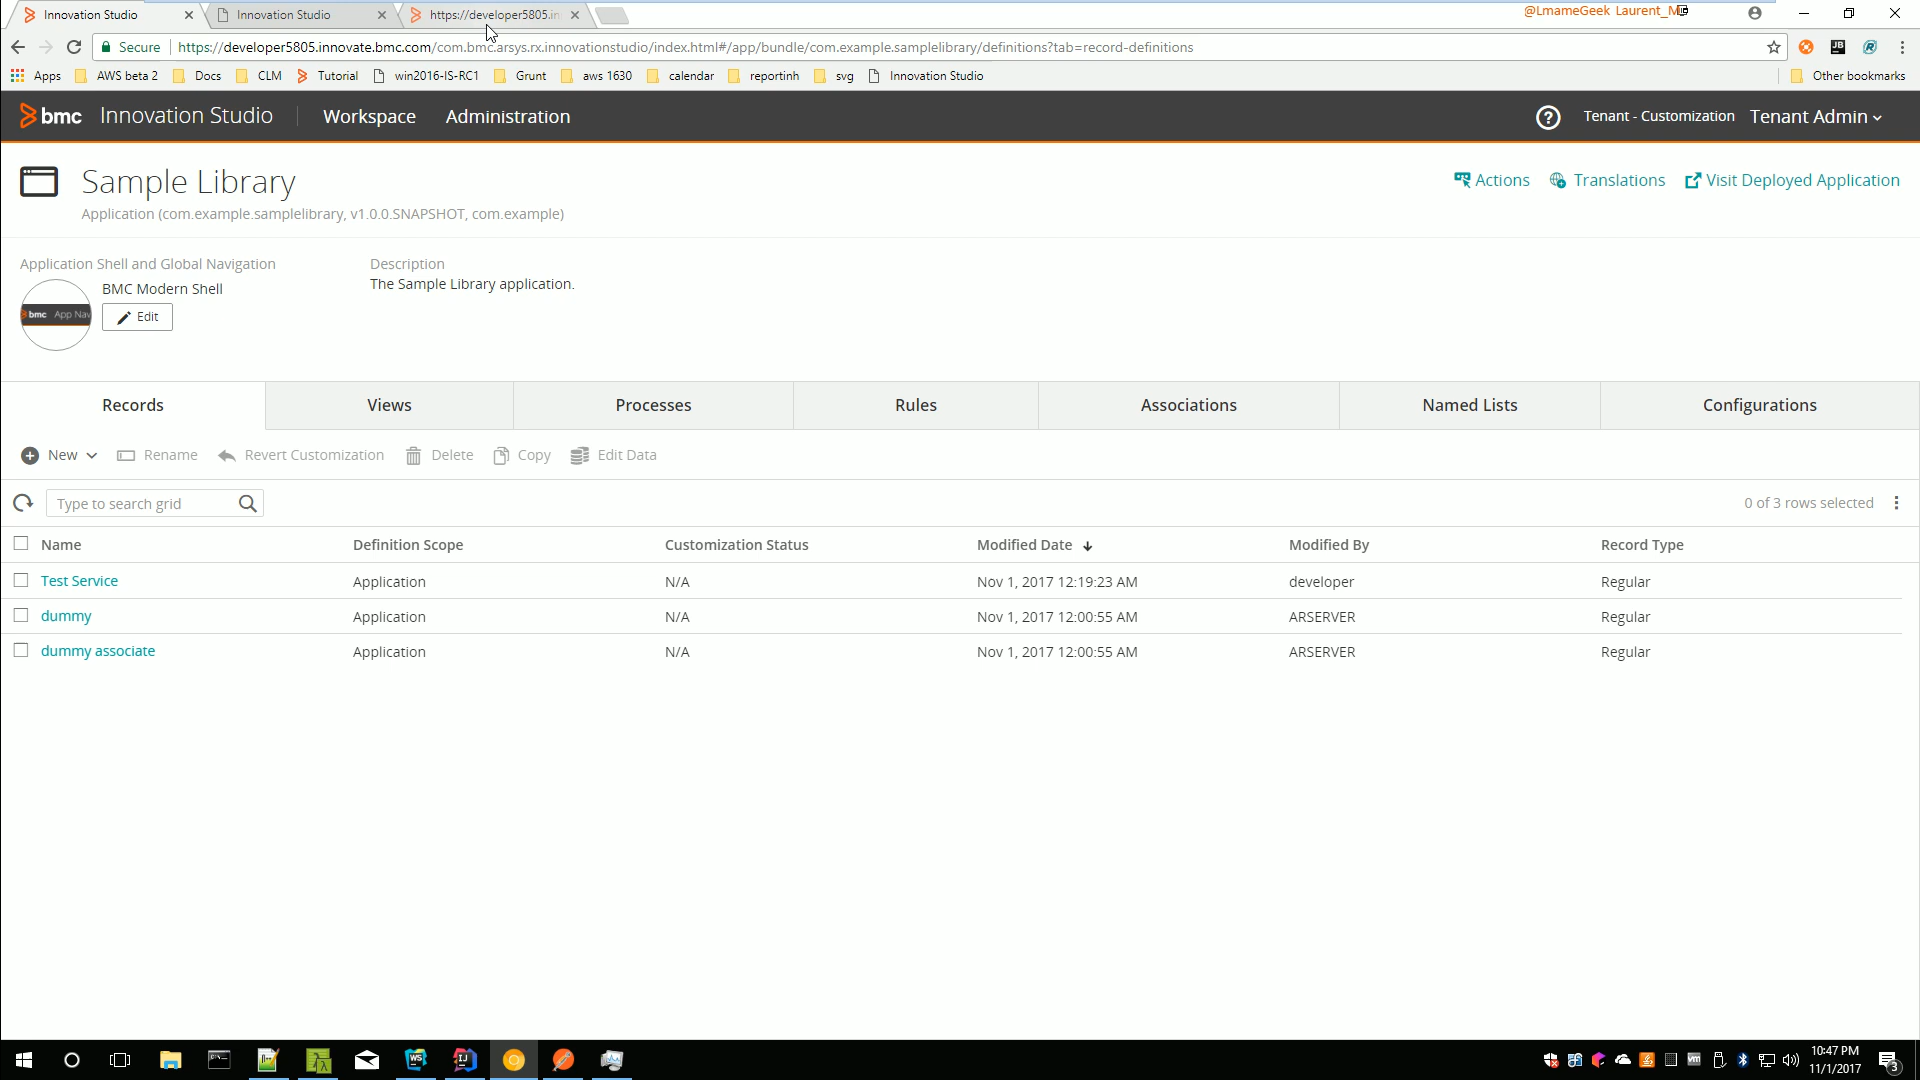 Innovation Studio
Innovation Studio
https://developer5805.in
@LmameGeek Laurent_M
Secure
https://developer5805.innovate.bmc.com/com.bmc.arsys.rx.innovationstudio/index.html#/app/bundle/com.example.samplelibrary/definitions?tab=record-definitions
JB
Apps AWS beta 2 Docs CLM Tutorial win2016-IS-RC1 Grunt aws 1630 calendar reportinh svg Innovation Studio Other bookmarks
bmc Innovation Studio Workspace Administration ? Tenant - Customization Tenant Admin
Sample Library
Actions Translations Visit Deployed Application
Application (com.example.samplelibrary, v1.0.0.SNAPSHOT, com.example)
Application Shell and Global Navigation Description
BMC Modern Shell The Sample Library application.
bmc App Nav
Edit
Records Views Processes Rules Associations Named Lists Configurations
New Rename Revert Customization Delete Copy Edit Data
Type to search grid 0 of 3 rows selected
Name Definition Scope Customization Status Modified Date Modified By Record Type
Test Service Application N/A Nov 1, 2017 12:19:23 AM developer Regular
dummy Application N/A Nov 1, 2017 12:00:55 AM ARSERVER Regular
dummy associate Application N/A Nov 1, 2017 12:00:55 AM ARSERVER Regular
WS
IJ
vm
10:47 PM
11/1/2017
3